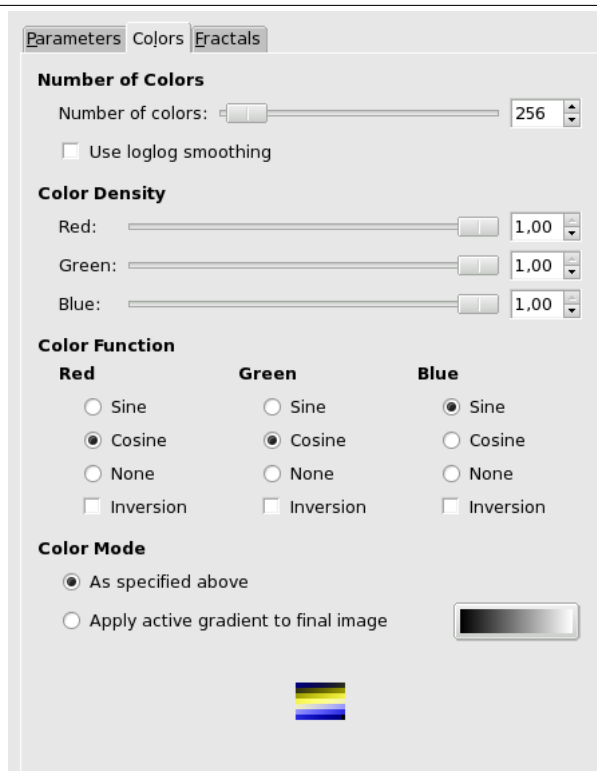 Parameters Colors Fractals
Number of Colors
Number of colors: 256
Use loglog smoothing
Color Density
Red: 1,00
Green: 1,00
Blue: 1,00
Color Function
Red Green Blue
Sine Sine Sine
Cosine Cosine Cosine
None None None
Inversion Inversion Inversion
Color Mode
As specified above
Apply active gradient to final image